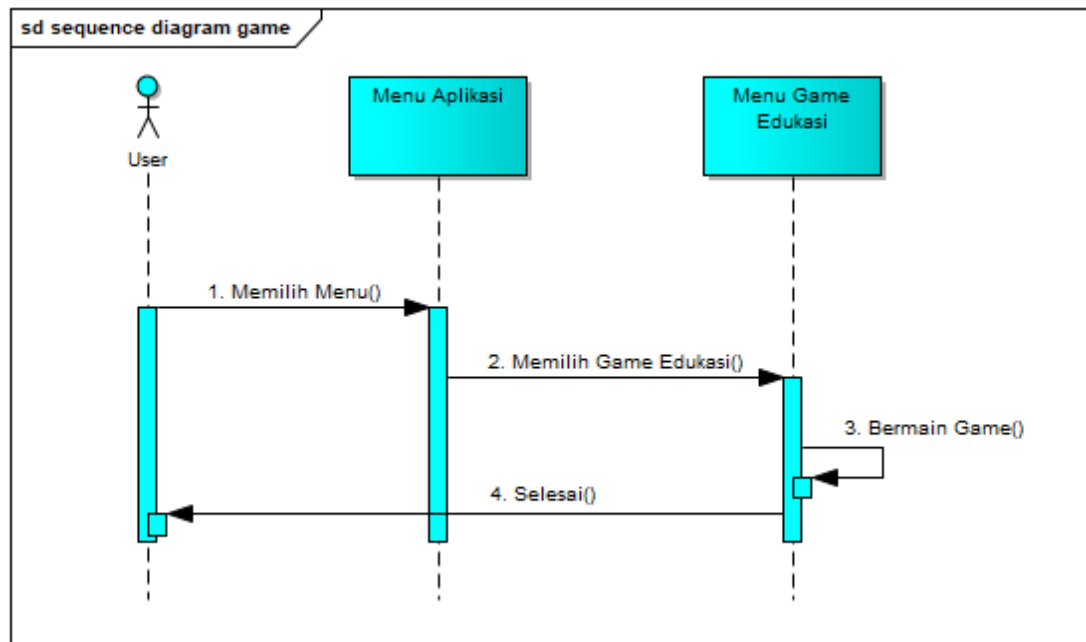 sd sequence diagram game
User
Menu Aplikasi
Menu Game
Edukasi
1. Memilih Menu()
2. Memilih Game Edukasi()
3. Bermain Game()
4. Selesai()